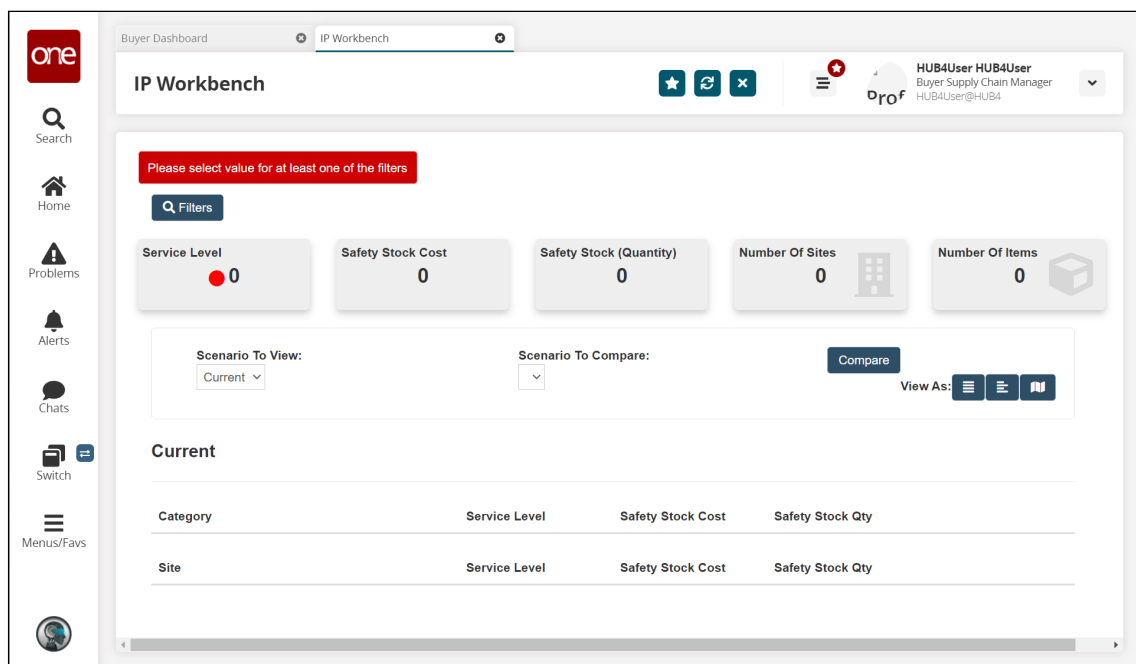 one
Search
Home
Problems
Alerts
Chats
Switch
Menus/Favs
Buyer Dashboard
IP Workbench
IP Workbench
Prof
HUB4User HUB4User
Buyer Supply Chain Manager
HUB4User@HUB4
Please select value for at least one of the filters
Filters
Service Level
0
Safety Stock Cost
0
Safety Stock (Quantity)
0
Number Of Sites
0
Number Of Items
0
Scenario To View:
Current
Scenario To Compare:
Compare
View As:
Current
Category Service Level Safety Stock Cost Safety Stock Qty
Site Service Level Safety Stock Cost Safety Stock Qty